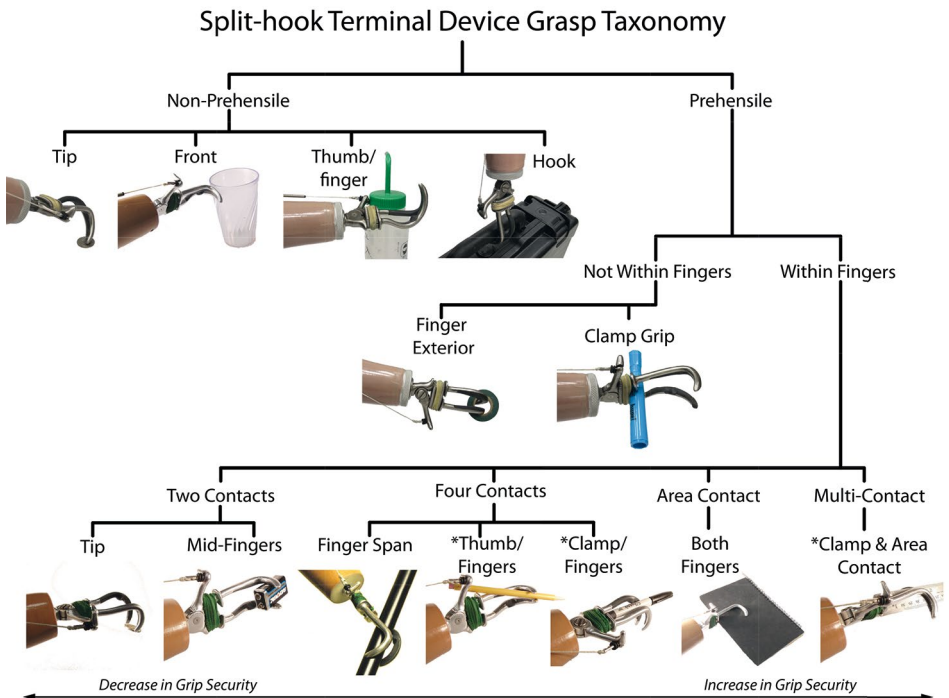 Split-hook Terminal Device Grasp Taxonomy
Non-Prehensile
Prehensile
Tip
Front
Thumb/
finger
Hook
Not Within Fingers
Within Fingers
Finger
Exterior
Clamp Grip
Two Contacts
Four Contacts
Area Contact
Multi-Contact
Tip
Mid-Fingers
Finger Span
*Thumb/
Fingers
*Clamp/
Fingers
Both
Fingers
*Clamp & Area
Contact
Decrease in Grip Security
Increase in Grip Security